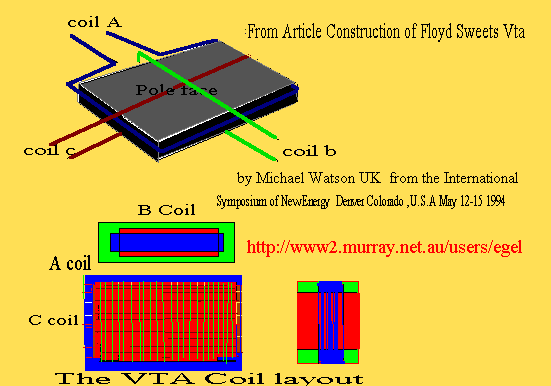 coil A
From Article Construction of Floyd Sweets Vta
Pole face
coil c
coil b
by Michael Watson UK from the International
Symposium of NewEnergy Denver Colorado ,U.S.A May 12-15 1994
B Coil
http://www2.murray.net.au/users/egel
A coil
C coil
The VTA Coil layout